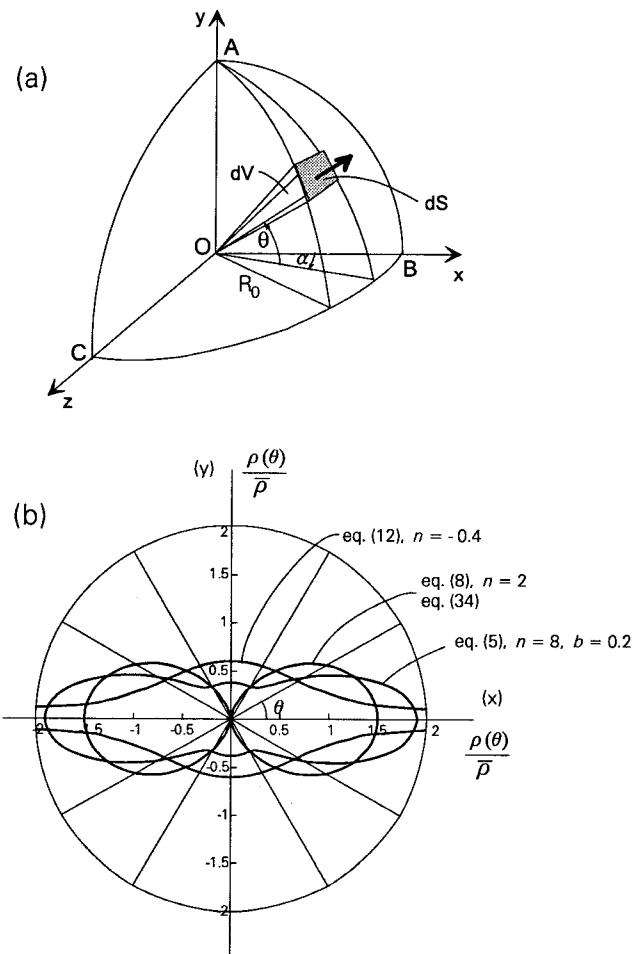 (a)
y
A
dV
dS
O
θ
α
B
x
R₀
C
z
(b)
(y) ρ(θ) / ρ̄
eq. (12), n = - 0.4
eq. (8), n = 2
eq. (34)
eq. (5), n = 8, b = 0.2
2
1.5
1
0.5
θ
(x)
-2 -1.5 -1 -0.5 0.5 1 1.5 2
ρ(θ) / ρ̄
-0.5
-1
-1.5
-2